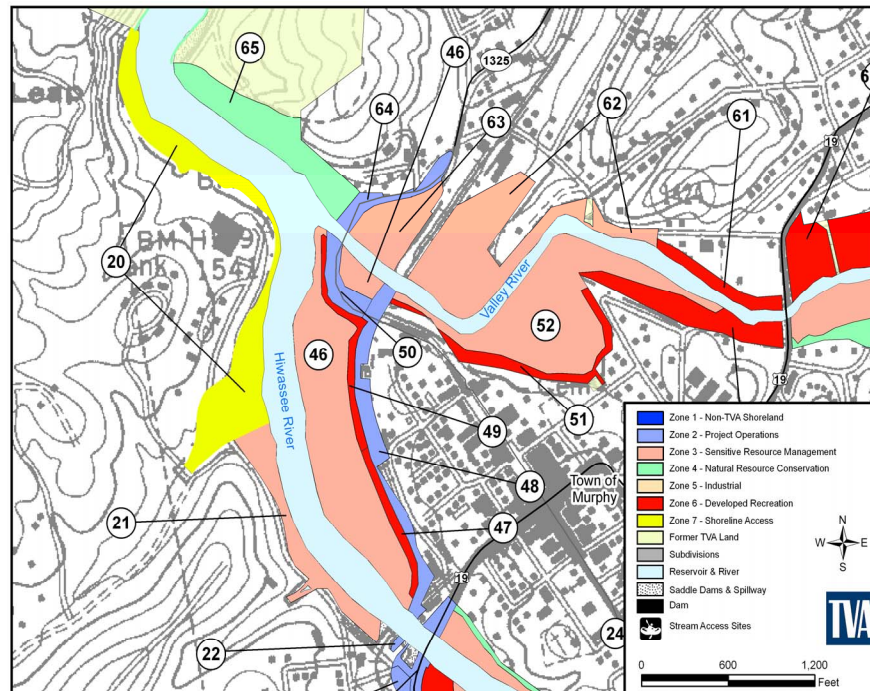 65
46
1325
Gas
62
64
63
61
19
20
BM
1541
Valley River
52
46
50
51
19
49
Hiwassee River
48
Town of
Murphy
21
47
19
22
24
Zone 1 - Non-TVA Shoreland
Zone 2 - Project Operations
Zone 3 - Sensitive Resource Management
Zone 4 - Natural Resource Conservation
Zone 5 - Industrial
Zone 6 - Developed Recreation
Zone 7 - Shoreline Access
Former TVA Land
Subdivisions
Reservoir & River
Saddle Dams & Spillway
Dam
Stream Access Sites
N
W E
S
TVA
0 600 1,200
Feet